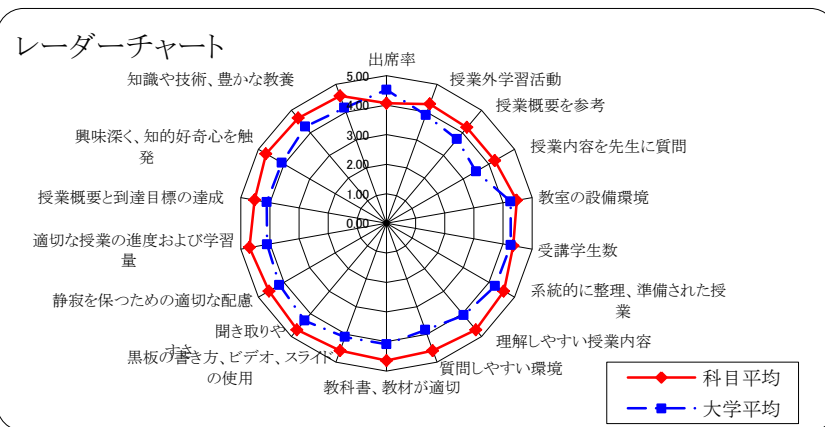 レーダーチャート
出席率
授業外学習活動
授業概要を参考
授業内容を先生に質問
教室の設備環境
受講学生数
系統的に整理、準備された授
業
理解しやすい授業内容
質問しやすい環境
教科書、教材が適切
黒板の書き方、ビデオ、スライド
の使用
聞き取りや
すさ
静寂を保つための適切な配慮
適切な授業の進度および学習
量
授業概要と到達目標の達成
興味深く、知的好奇心を触
発
知識や技術、豊かな教養
5.00
4.00
3.00
2.00
1.00
0.00
科目平均
大学平均